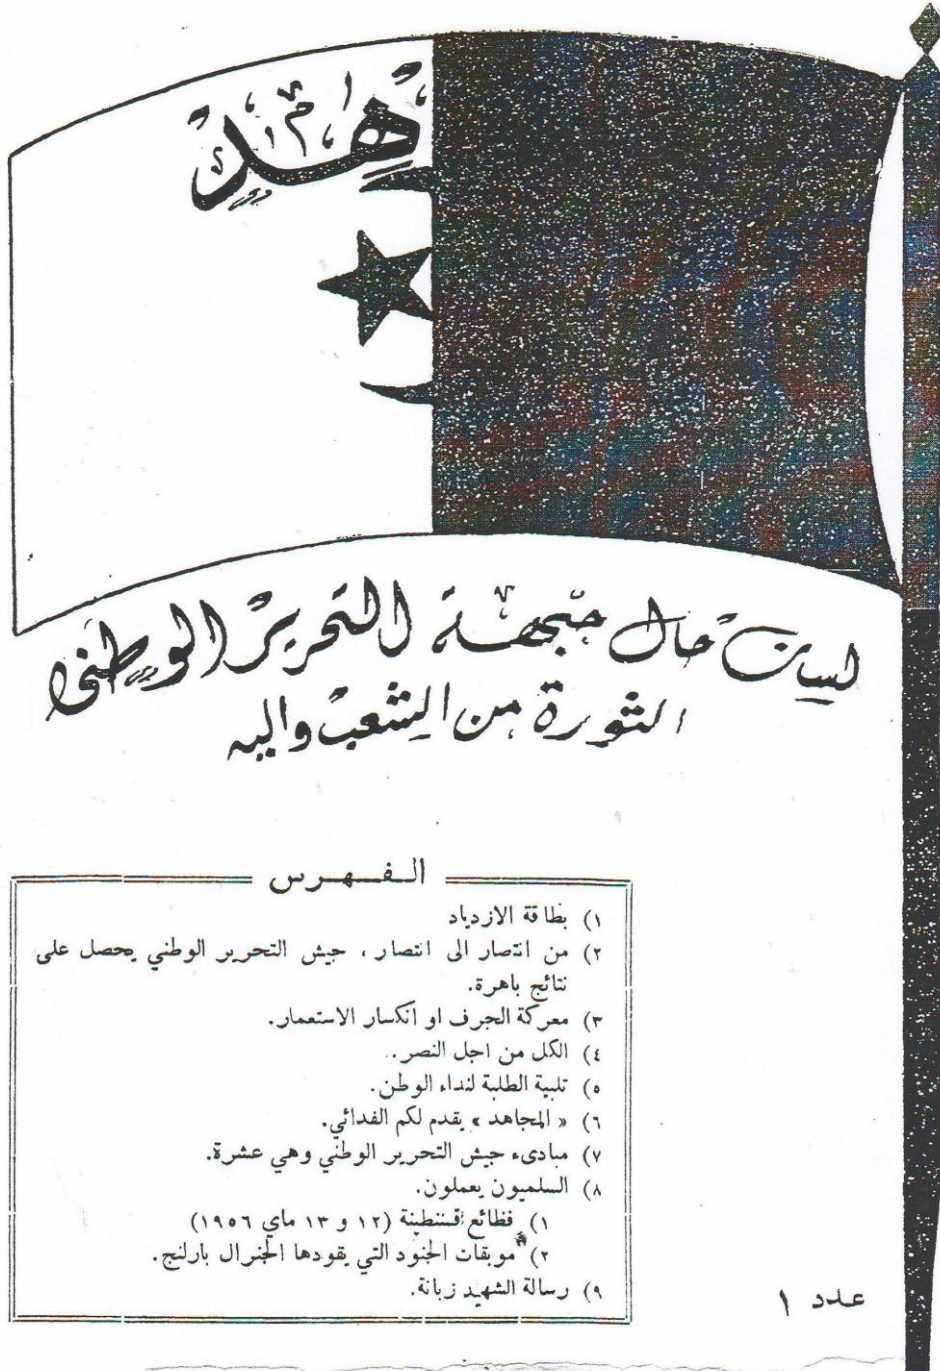 هد
لسان حال جبهة التحرير الوطني
الثورة من الشعب واليه
الفهرس
١) بطاقة الازدياد
٢) من انتصار الى انتصار ، جيش التحرير الوطني يحصل على
نتائج باهرة.
٣) معركة الجرف او انكسار الاستعمار.
٤) الكل من اجل النصر..
٥) تلبية الطلبة لنداء الوطن.
٦) « المجاهد » يقدم لكم الفدائي.
٧) مبادىء جيش التحرير الوطني وهي عشرة.
٨) السلميون يعملون.
١) فظائع قسنطينة (١٢ و ١٣ ماي ١٩٥٦)
٢) موبقات الجنود التي يقودها الجنرال بارلنج.
٩) رسالة الشهيد زبانة.
عدد ١